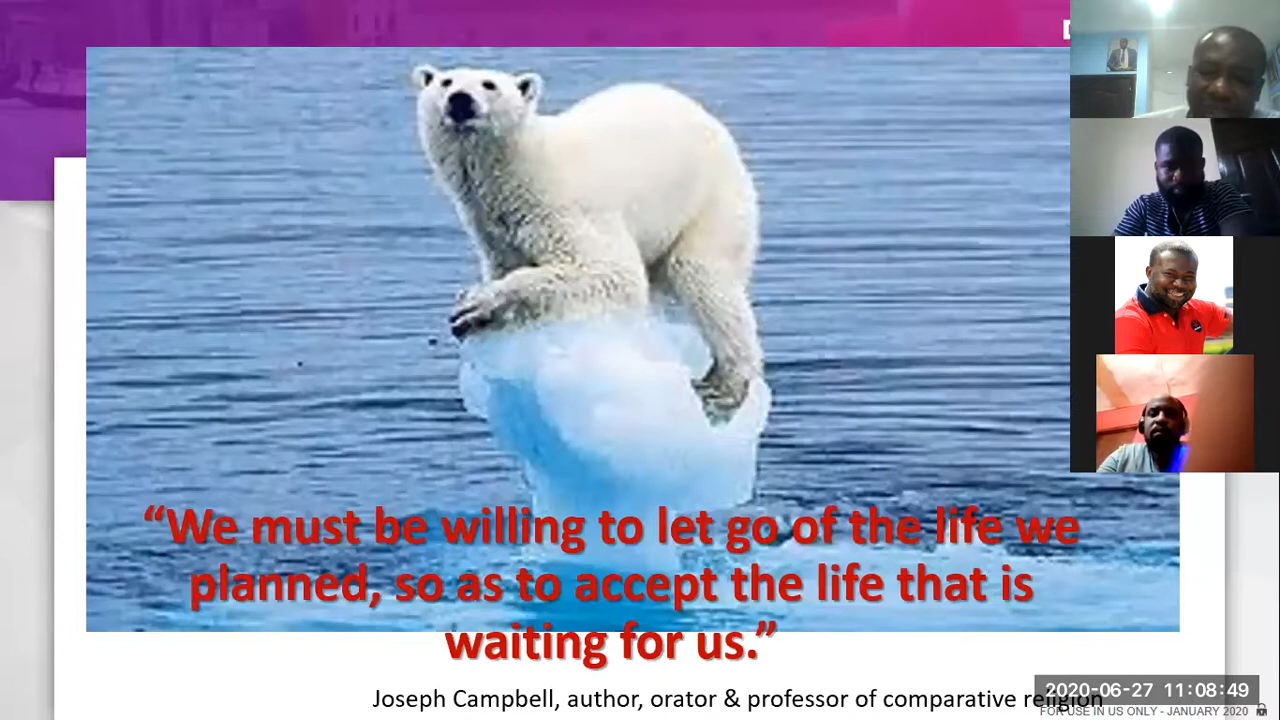 “We must be willing to let go of the life we
planned, so as to accept the life that is
waiting for us.”
Joseph Campbell, author, orator & professor of comparative religion
2020-06-27 11:08:49
FOR USE IN US ONLY - JANUARY 2020